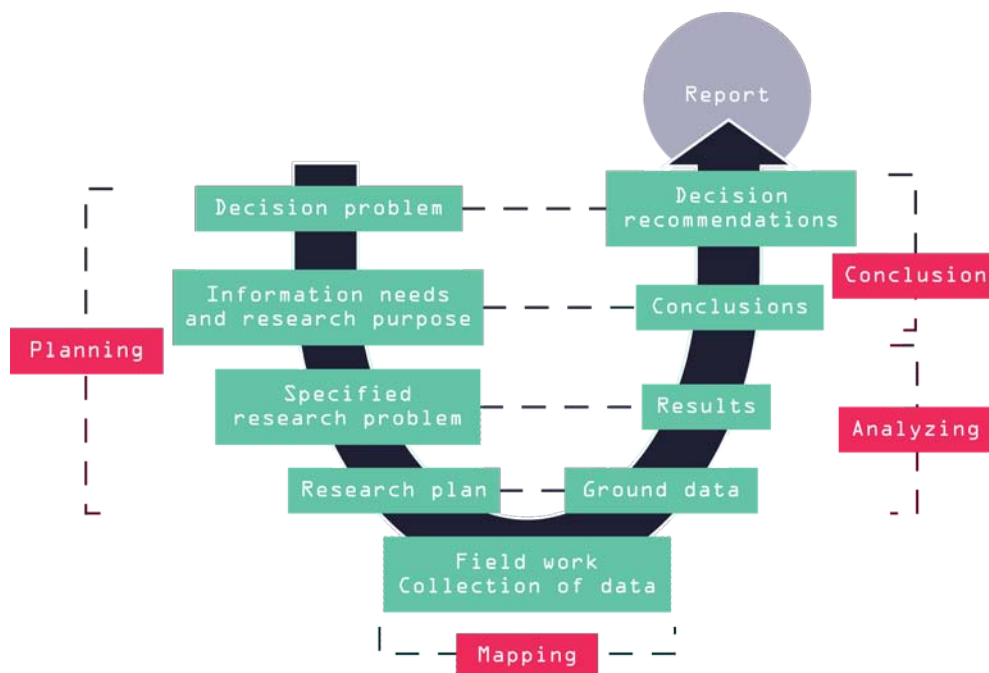 Report
Decision problem
Decision
recommendations
Information needs
and research purpose
Conclusions
Conclusion
Planning
Specified
research problem
Results
Analyzing
Research plan
Ground data
Field work
Collection of data
Mapping